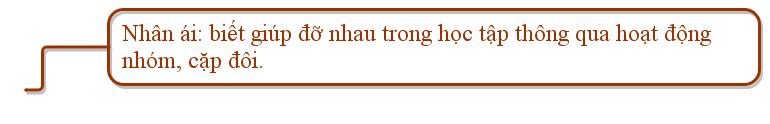 Nhân ái: biết giúp đỡ nhau trong học tập thông qua hoạt động
nhóm, cặp đôi.